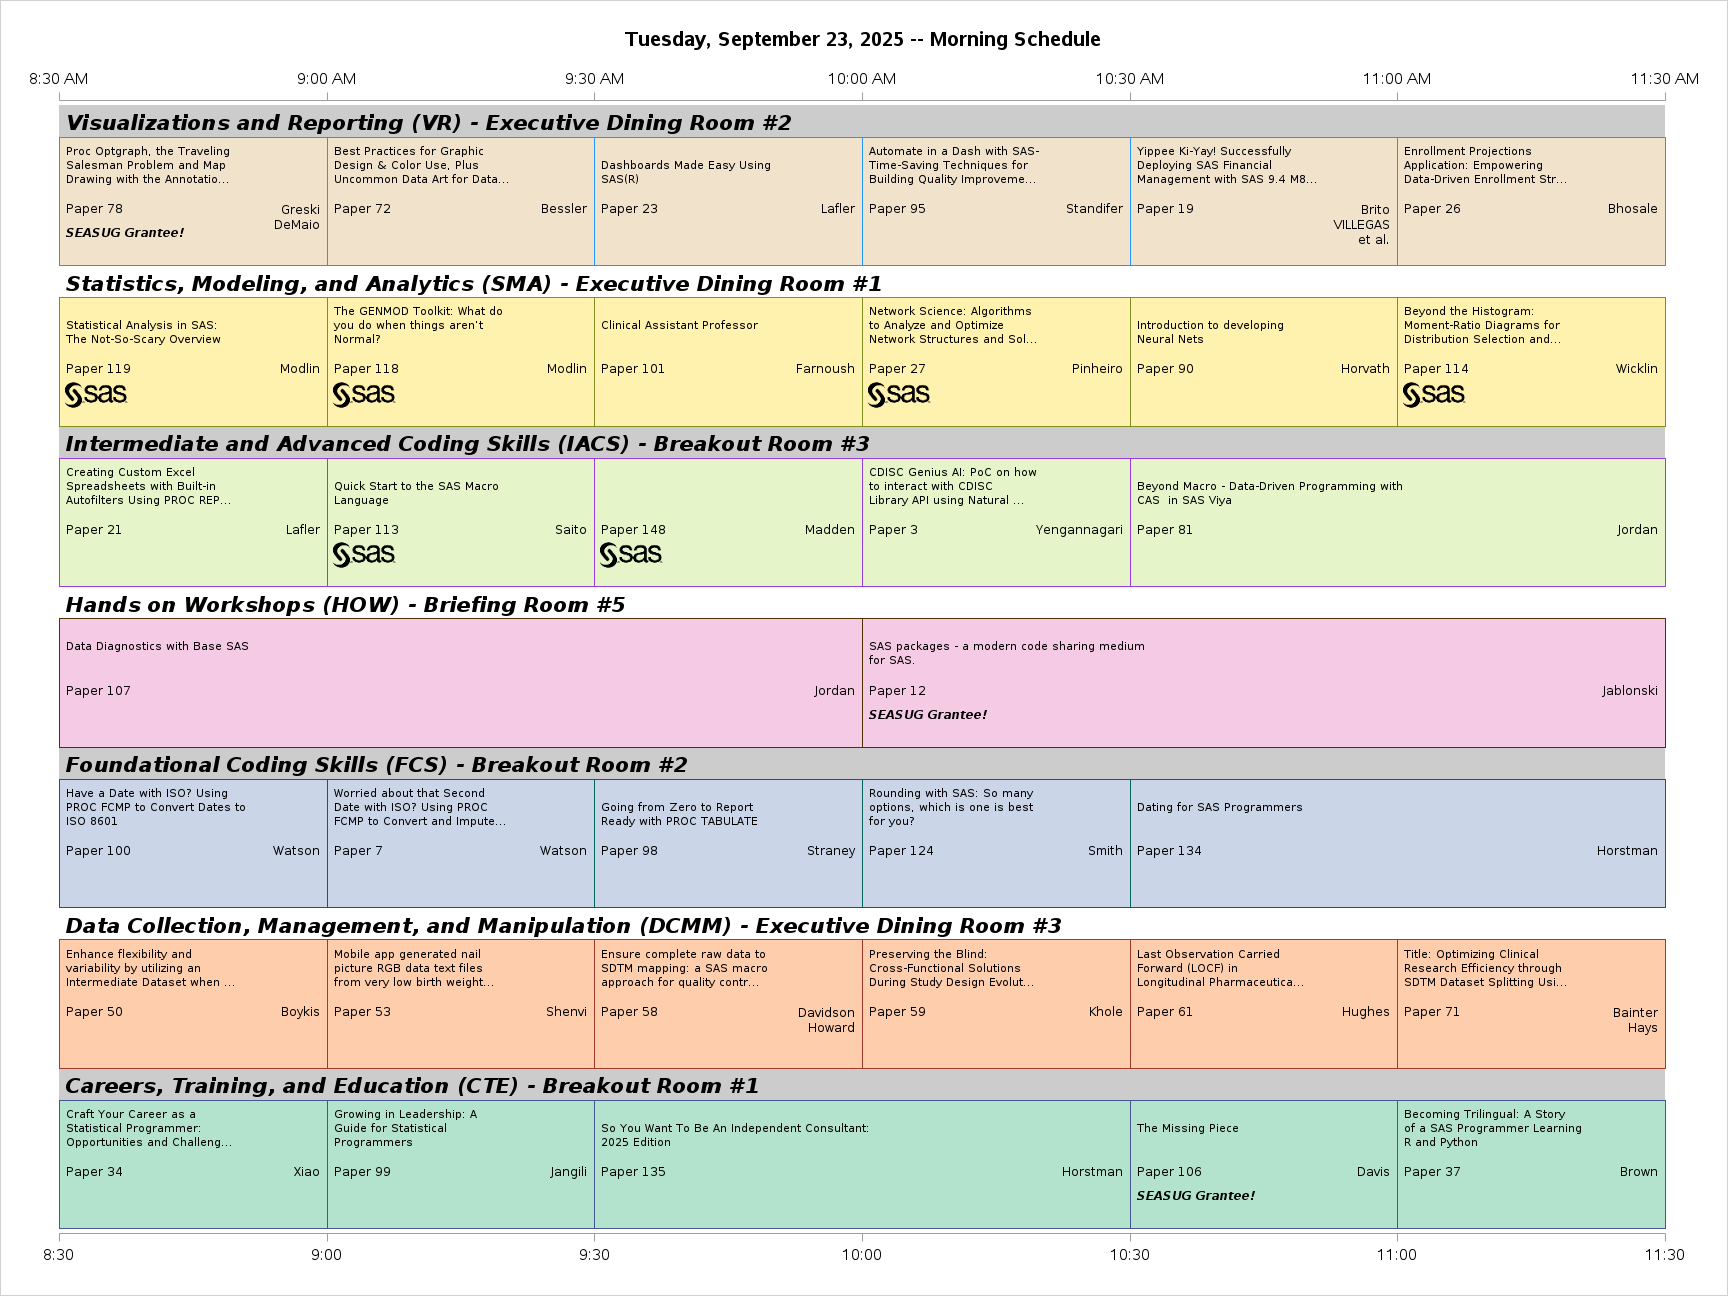 Tuesday, September 23, 2025 -- Morning Schedule
8:30 AM 9:00 AM 9:30 AM 10:00 AM 10:30 AM 11:00 AM 11:30 AM
Visualizations and Reporting (VR) - Executive Dining Room #2
Proc Optgraph, the Traveling
Salesman Problem and Map
Drawing with the Annotatio...
Paper 78
Greski
DeMaio
SEASUG Grantee!
Best Practices for Graphic
Design & Color Use, Plus
Uncommon Data Art for Data...
Paper 72 Bessler
Dashboards Made Easy Using
SAS(R)
Paper 23 Lafler
Automate in a Dash with SAS-
Time-Saving Techniques for
Building Quality Improveme...
Paper 95 Standifer
Yippee Ki-Yay! Successfully
Deploying SAS Financial
Management with SAS 9.4 M8...
Paper 19
Brito
VILLEGAS
et al.
Enrollment Projections
Application: Empowering
Data-Driven Enrollment Str...
Paper 26 Bhosale
Statistics, Modeling, and Analytics (SMA) - Executive Dining Room #1
Statistical Analysis in SAS:
The Not-So-Scary Overview
Paper 119 Modlin
sas
The GENMOD Toolkit: What do
you do when things aren't
Normal?
Paper 118 Modlin
sas
Clinical Assistant Professor
Paper 101 Farnoush
Network Science: Algorithms
to Analyze and Optimize
Network Structures and Sol...
Paper 27 Pinheiro
sas
Introduction to developing
Neural Nets
Paper 90 Horvath
Beyond the Histogram:
Moment-Ratio Diagrams for
Distribution Selection and...
Paper 114 Wicklin
sas
Intermediate and Advanced Coding Skills (IACS) - Breakout Room #3
Creating Custom Excel
Spreadsheets with Built-in
Autofilters Using PROC REP...
Paper 21 Lafler
Quick Start to the SAS Macro
Language
Paper 113 Saito
sas
Paper 148 Madden
sas
CDISC Genius AI: PoC on how
to interact with CDISC
Library API using Natural ...
Paper 3 Yengannagari
Beyond Macro - Data-Driven Programming with
CAS  in SAS Viya
Paper 81 Jordan
Hands on Workshops (HOW) - Briefing Room #5
Data Diagnostics with Base SAS
Paper 107 Jordan
SAS packages - a modern code sharing medium
for SAS.
Paper 12 Jablonski
SEASUG Grantee!
Foundational Coding Skills (FCS) - Breakout Room #2
Have a Date with ISO? Using
PROC FCMP to Convert Dates to
ISO 8601
Paper 100 Watson
Worried about that Second
Date with ISO? Using PROC
FCMP to Convert and Impute...
Paper 7 Watson
Going from Zero to Report
Ready with PROC TABULATE
Paper 98 Straney
Rounding with SAS: So many
options, which is one is best
for you?
Paper 124 Smith
Dating for SAS Programmers
Paper 134 Horstman
Data Collection, Management, and Manipulation (DCMM) - Executive Dining Room #3
Enhance flexibility and
variability by utilizing an
Intermediate Dataset when ...
Paper 50 Boykis
Mobile app generated nail
picture RGB data text files
from very low birth weight...
Paper 53 Shenvi
Ensure complete raw data to
SDTM mapping: a SAS macro
approach for quality contr...
Paper 58
Davidson
Howard
Preserving the Blind:
Cross-Functional Solutions
During Study Design Evolut...
Paper 59 Khole
Last Observation Carried
Forward (LOCF) in
Longitudinal Pharmaceutica...
Paper 61 Hughes
Title: Optimizing Clinical
Research Efficiency through
SDTM Dataset Splitting Usi...
Paper 71
Bainter
Hays
Careers, Training, and Education (CTE) - Breakout Room #1
Craft Your Career as a
Statistical Programmer:
Opportunities and Challeng...
Paper 34 Xiao
Growing in Leadership: A
Guide for Statistical
Programmers
Paper 99 Jangili
So You Want To Be An Independent Consultant:
2025 Edition
Paper 135 Horstman
The Missing Piece
Paper 106 Davis
SEASUG Grantee!
Becoming Trilingual: A Story
of a SAS Programmer Learning
R and Python
Paper 37 Brown
8:30 9:00 9:30 10:00 10:30 11:00 11:30